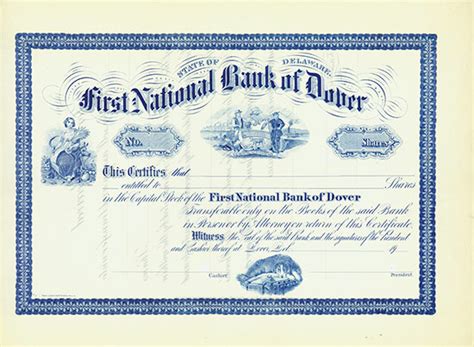 STATE OF DELAWARE.
First National Bank of Dover
No.
Shares
This Certifies that
entitled to Shares
in the Capital Stock of the First National Bank of Dover
Transferable only on the Books of the said Bank
in Person or by Attorney on return of this Certificate
Witness the Seal of the said Bank and the signatures of the President
and Cashier thereof at Dover, Del. 19
Cashier President